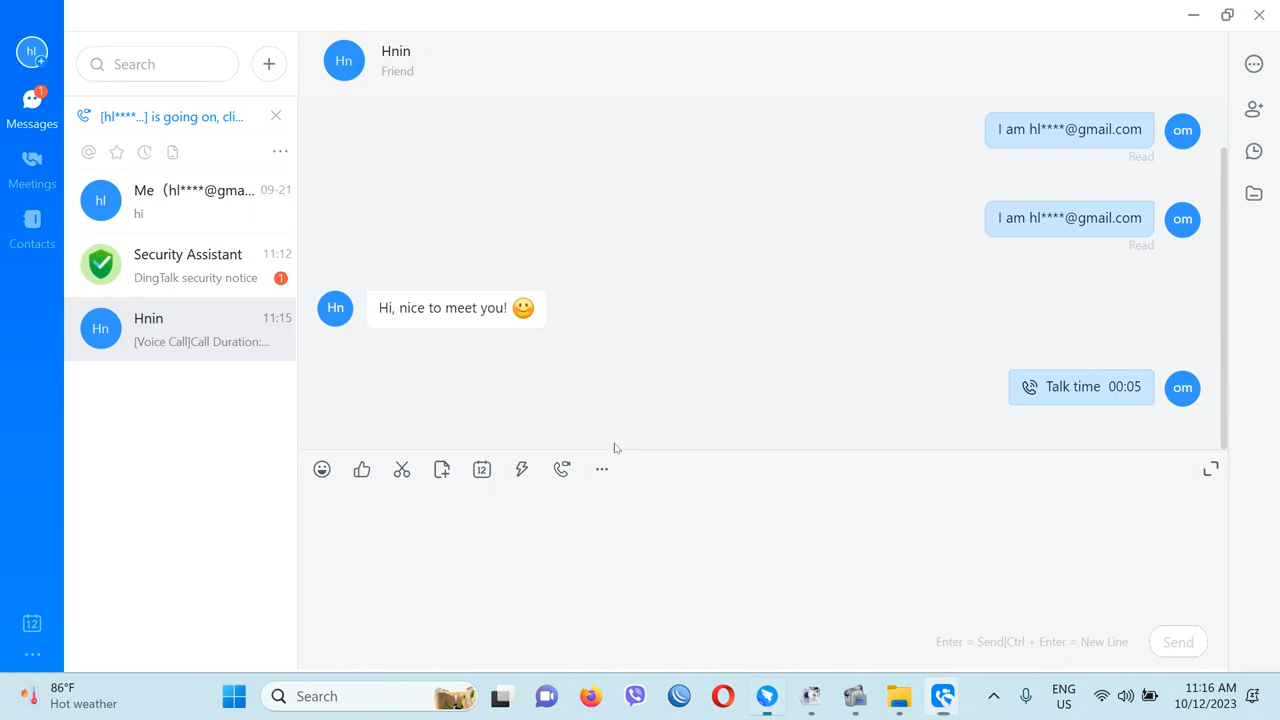 hl
1
Messages
Meetings
Contacts
12
Search
[hl****...] is going on, cli...
hl
Me（hl****@gma...
09-21
hi
Security Assistant
11:12
DingTalk security notice
1
Hn
Hnin
11:15
[Voice Call]Call Duration:...
Hn
Hnin
Friend
I am hl****@gmail.com
om
Read
I am hl****@gmail.com
om
Read
Hn
Hi, nice to meet you!
Talk time 00:05
om
12
Enter = Send|Ctrl + Enter = New Line
Send
86°F
Hot weather
Search
ENG
US
11:16 AM
10/12/2023